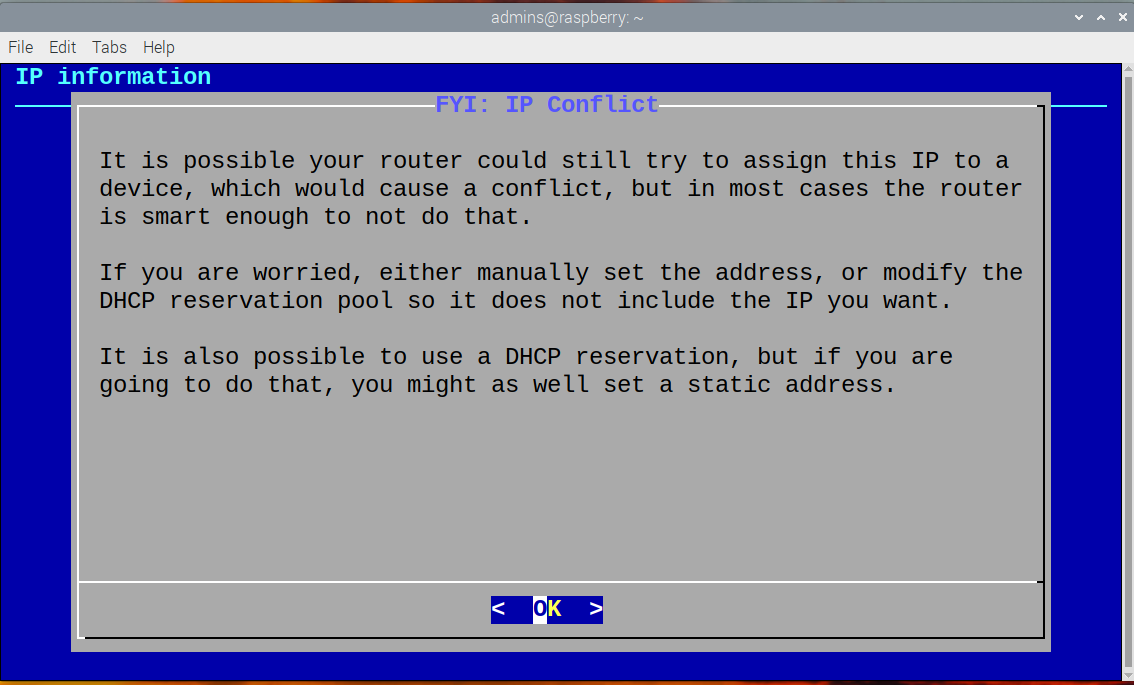 admins@raspberry: ~
File Edit Tabs Help
IP information
FYI: IP Conflict
It is possible your router could still try to assign this IP to a
device, which would cause a conflict, but in most cases the router
is smart enough to not do that.
If you are worried, either manually set the address, or modify the
DHCP reservation pool so it does not include the IP you want.
It is also possible to use a DHCP reservation, but if you are
going to do that, you might as well set a static address.
< OK >